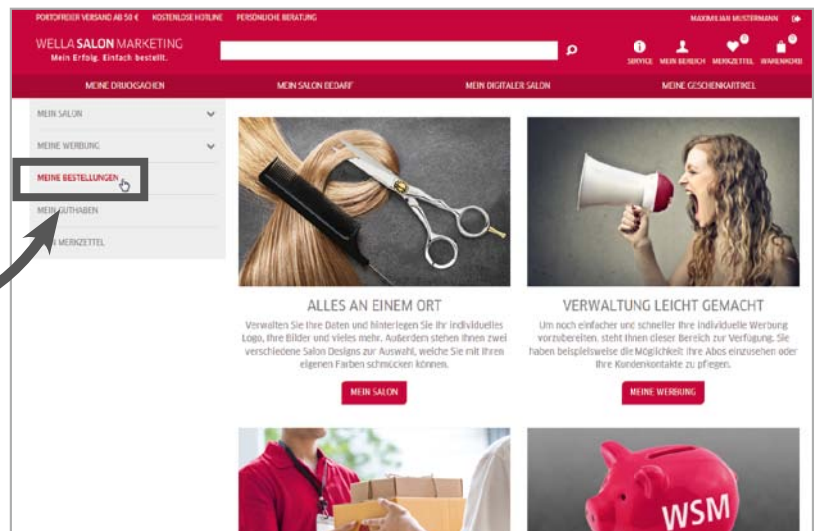 PORTOFREIER VERSAND AB 50 € KOSTENLOSE HOTLINE PERSÖNLICHE BERATUNG MAXIMILIAN MUSTERMANN
WELLA SALON MARKETING
Mein Erfolg. Einfach bestellt.
0 0
SERVICE MEIN BEREICH MERKZETTEL WARENKORB
MEINE DRUCKSACHEN MEIN SALON BEDARF MEIN DIGITALER SALON MEINE GESCHENKARTIKEL
MEIN SALON
MEINE WERBUNG
MEINE BESTELLUNGEN
MEIN GUTHABEN
MERKZETTEL
ALLES AN EINEM ORT
Verwalten Sie Ihre Daten und hinterlegen Sie Ihr individuelles
Logo, Ihre Bilder und vieles mehr. Außerdem stehen Ihnen zwei
verschiedene Salon Designs zur Auswahl, welche Sie mit Ihren
eigenen Farben schmücken können.
MEIN SALON
VERWALTUNG LEICHT GEMACHT
Um noch einfacher und schneller Ihre individuelle Werbung
vorzubereiten, steht Ihnen dieser Bereich zur Verfügung. Sie
haben beispielsweise die Möglichkeit Ihre Abos einzusehen oder
Ihre Kundenkontakte zu pflegen.
MEINE WERBUNG
WSM